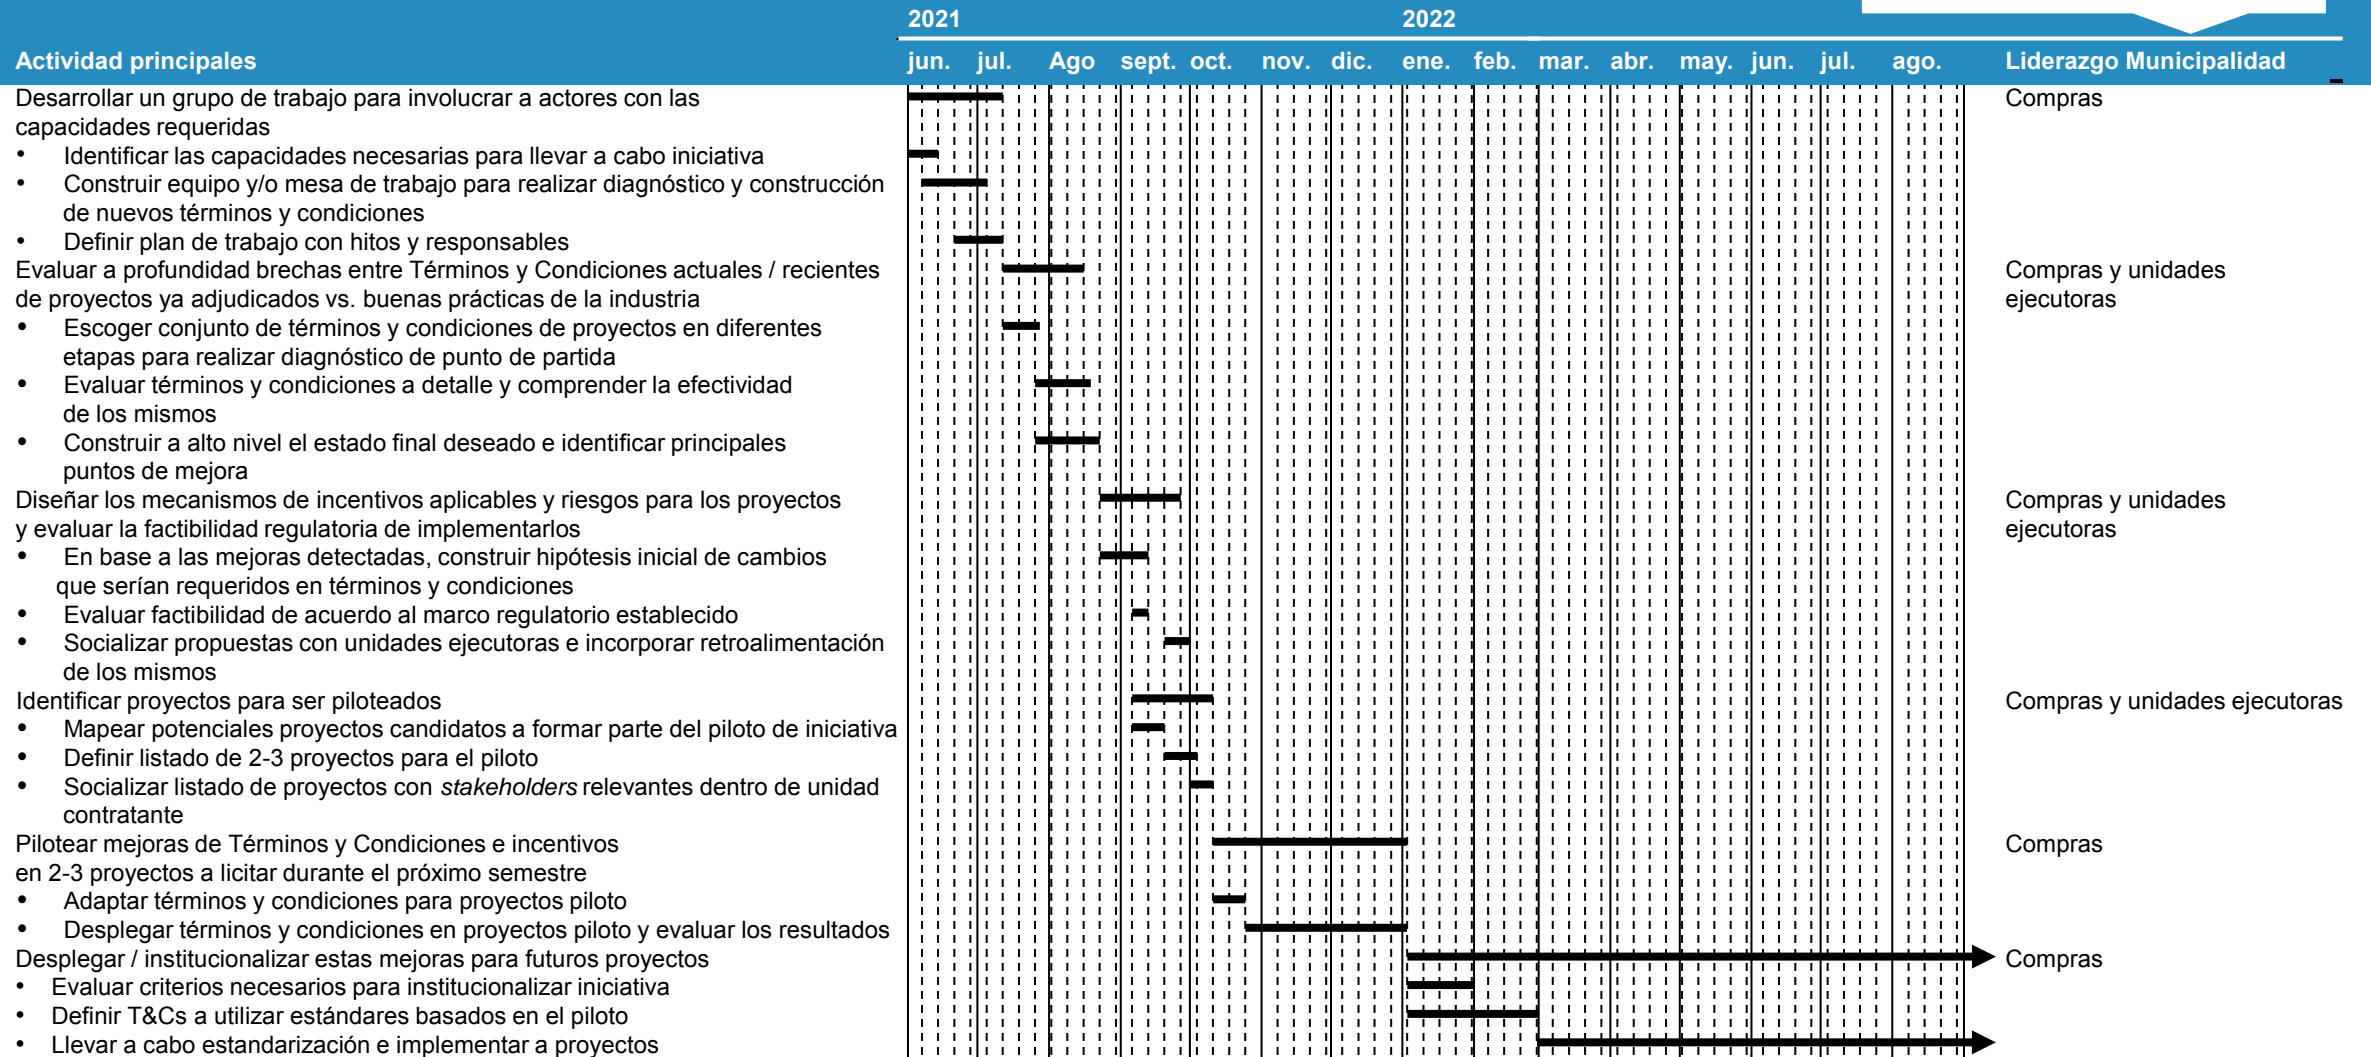 2021 2022
Actividad principales jun. jul. Ago sept. oct. nov. dic. ene. feb. mar. abr. may. jun. jul. ago. Liderazgo Municipalidad
Desarrollar un grupo de trabajo para involucrar a actores con las Compras
capacidades requeridas
• Identificar las capacidades necesarias para llevar a cabo iniciativa
• Construir equipo y/o mesa de trabajo para realizar diagnóstico y construcción
de nuevos términos y condiciones
• Definir plan de trabajo con hitos y responsables
Evaluar a profundidad brechas entre Términos y Condiciones actuales / recientes Compras y unidades
de proyectos ya adjudicados vs. buenas prácticas de la industria ejecutoras
• Escoger conjunto de términos y condiciones de proyectos en diferentes
etapas para realizar diagnóstico de punto de partida
• Evaluar términos y condiciones a detalle y comprender la efectividad
de los mismos
• Construir a alto nivel el estado final deseado e identificar principales
puntos de mejora
Diseñar los mecanismos de incentivos aplicables y riesgos para los proyectos Compras y unidades
y evaluar la factibilidad regulatoria de implementarlos ejecutoras
• En base a las mejoras detectadas, construir hipótesis inicial de cambios
que serían requeridos en términos y condiciones
• Evaluar factibilidad de acuerdo al marco regulatorio establecido
• Socializar propuestas con unidades ejecutoras e incorporar retroalimentación
de los mismos
Identificar proyectos para ser piloteados Compras y unidades ejecutoras
• Mapear potenciales proyectos candidatos a formar parte del piloto de iniciativa
• Definir listado de 2-3 proyectos para el piloto
• Socializar listado de proyectos con stakeholders relevantes dentro de unidad
contratante
Pilotear mejoras de Términos y Condiciones e incentivos Compras
en 2-3 proyectos a licitar durante el próximo semestre
• Adaptar términos y condiciones para proyectos piloto
• Desplegar términos y condiciones en proyectos piloto y evaluar los resultados
Desplegar / institucionalizar estas mejoras para futuros proyectos Compras
• Evaluar criterios necesarios para institucionalizar iniciativa
• Definir T&Cs a utilizar estándares basados en el piloto
• Llevar a cabo estandarización e implementar a proyectos